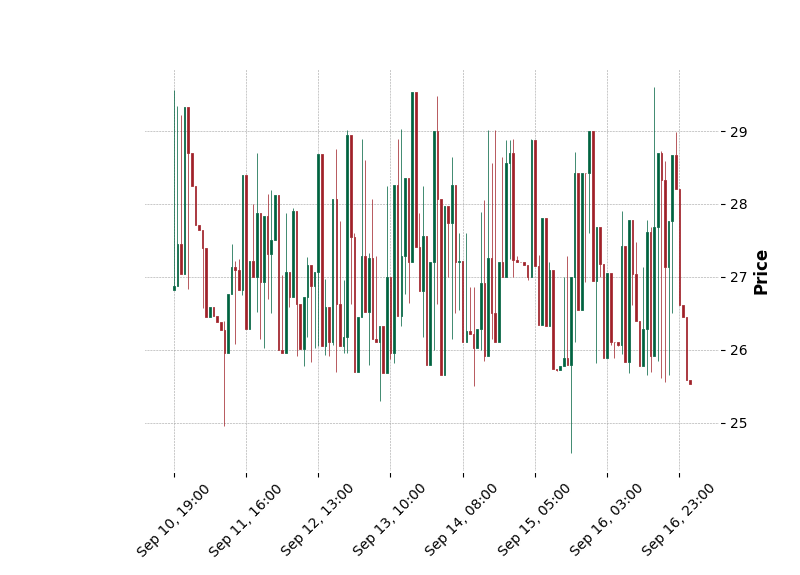 29
28
27
26
25
Price
Sep 10, 19:00
Sep 11, 16:00
Sep 12, 13:00
Sep 13, 10:00
Sep 14, 08:00
Sep 15, 05:00
Sep 16, 03:00
Sep 16, 23:00